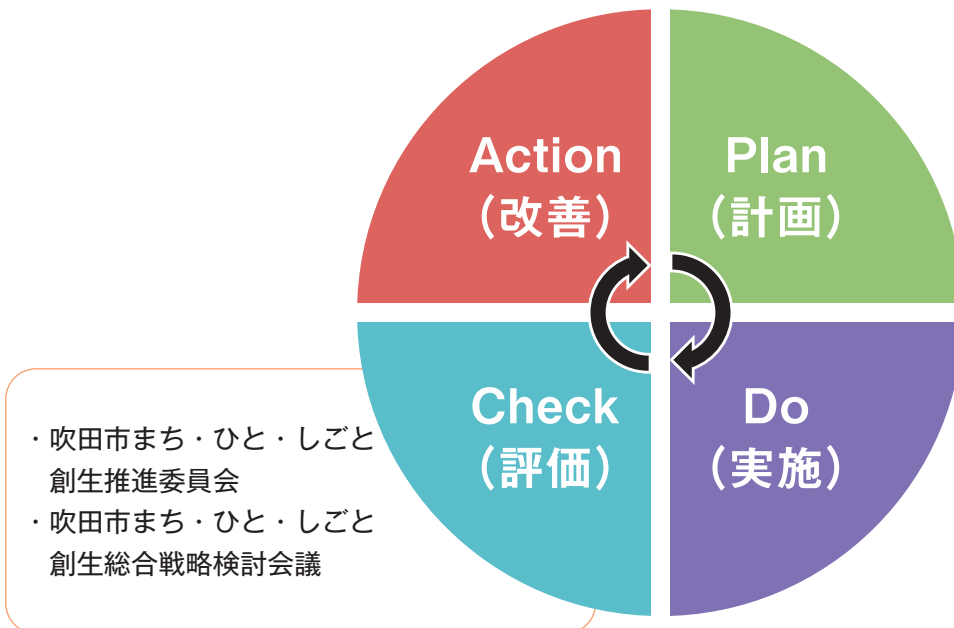 Action
（改善）
Plan
（計画）
Check
（評価）
Do
（実施）
・吹田市まち・ひと・しごと
創生推進委員会
・吹田市まち・ひと・しごと
創生総合戦略検討会議